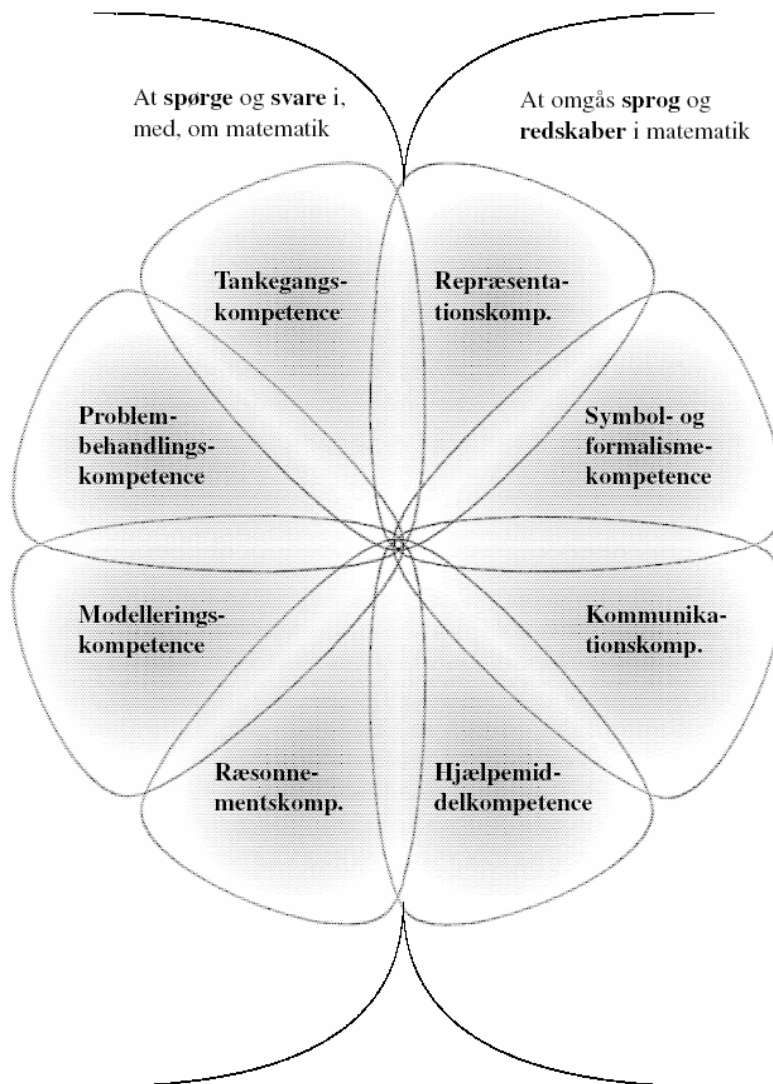 At spørge og svare i,
med, om matematik
At omgås sprog og
redskaber i matematik
Tankegangs-
kompetence
Repræsenta-
tionskomp.
Problem-
behandlings-
kompetence
Symbol- og
formalisme-
kompetence
Modellerings-
kompetence
Kommunika-
tionskomp.
Ræsonne-
mentskomp.
Hjælpemid-
delkompetence